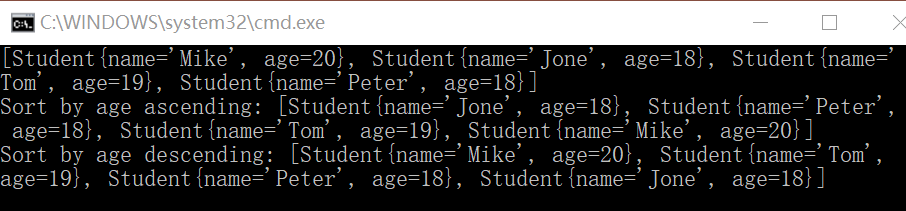 C:\WINDOWS\system32\cmd.exe
[Student{name='Mike', age=20}, Student{name='Jone', age=18}, Student{name='
Tom', age=19}, Student{name='Peter', age=18}]
Sort by age ascending: [Student{name='Jone', age=18}, Student{name='Peter',
 age=18}, Student{name='Tom', age=19}, Student{name='Mike', age=20}]
Sort by age descending: [Student{name='Mike', age=20}, Student{name='Tom',
age=19}, Student{name='Peter', age=18}, Student{name='Jone', age=18}]